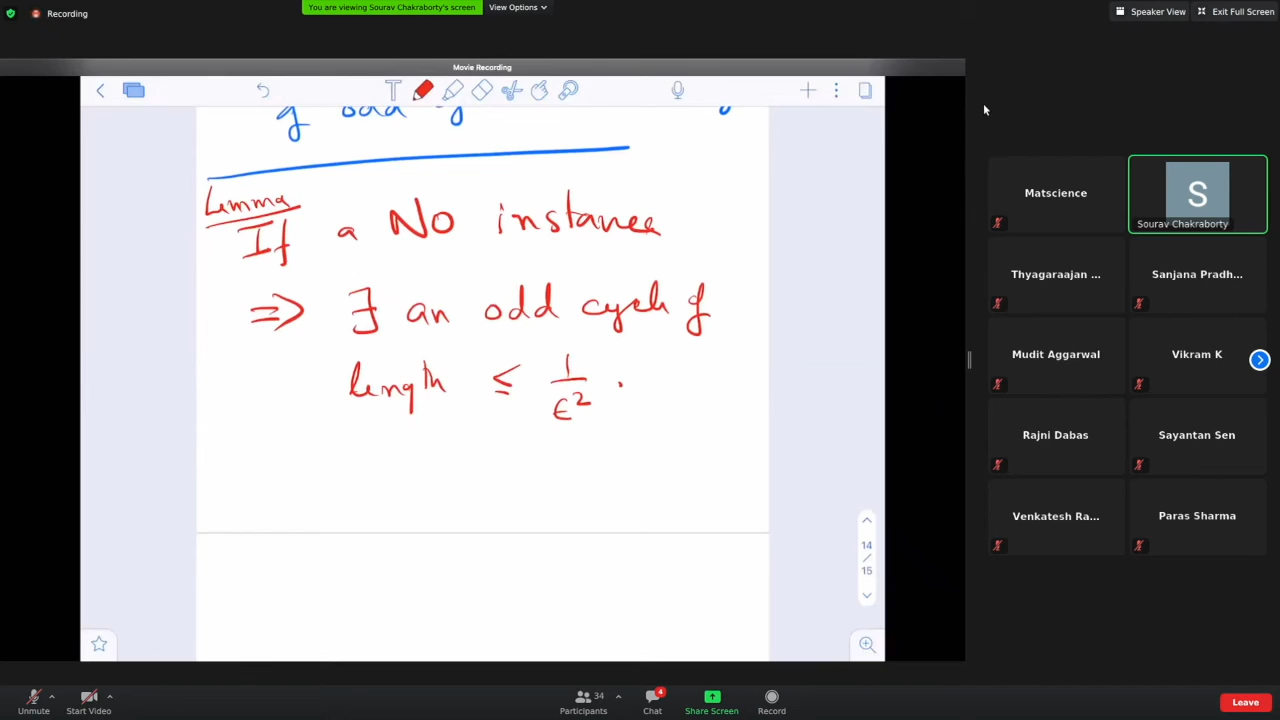 Recording
You are viewing Sourav Chakraborty's screen
View Options
Speaker View
Exit Full Screen
Movie Recording
of odd
Lemma
If a No instance
⇒ ∃ an odd cycle of
length ≤ 1/ϵ² .
14
/
15
Matscience
S
Sourav Chakraborty
Thyagaraajan ...
Sanjana Pradh...
Mudit Aggarwal
Vikram K
Rajni Dabas
Sayantan Sen
Venkatesh Ra...
Paras Sharma
Unmute
Start Video
34
Participants
4
Chat
Share Screen
Record
Leave